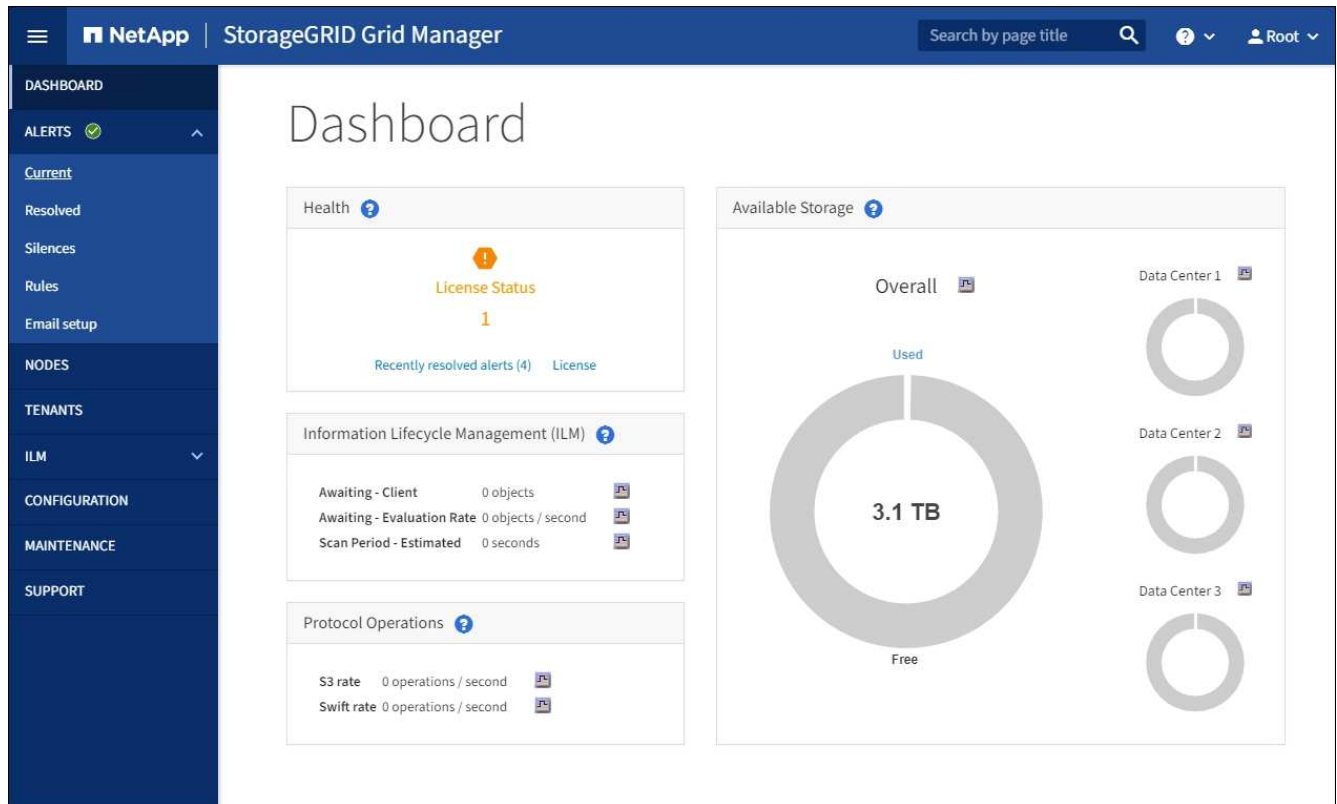 NetApp
StorageGRID Grid Manager
Search by page title
Root
DASHBOARD
ALERTS
Current
Resolved
Silences
Rules
Email setup
NODES
TENANTS
ILM
CONFIGURATION
MAINTENANCE
SUPPORT
Dashboard
Health
License Status
1
Recently resolved alerts (4) License
Information Lifecycle Management (ILM)
Awaiting - Client 0 objects
Awaiting - Evaluation Rate 0 objects / second
Scan Period - Estimated 0 seconds
Protocol Operations
S3 rate 0 operations / second
Swift rate 0 operations / second
Available Storage
Overall
Used
3.1 TB
Free
Data Center 1
Data Center 2
Data Center 3